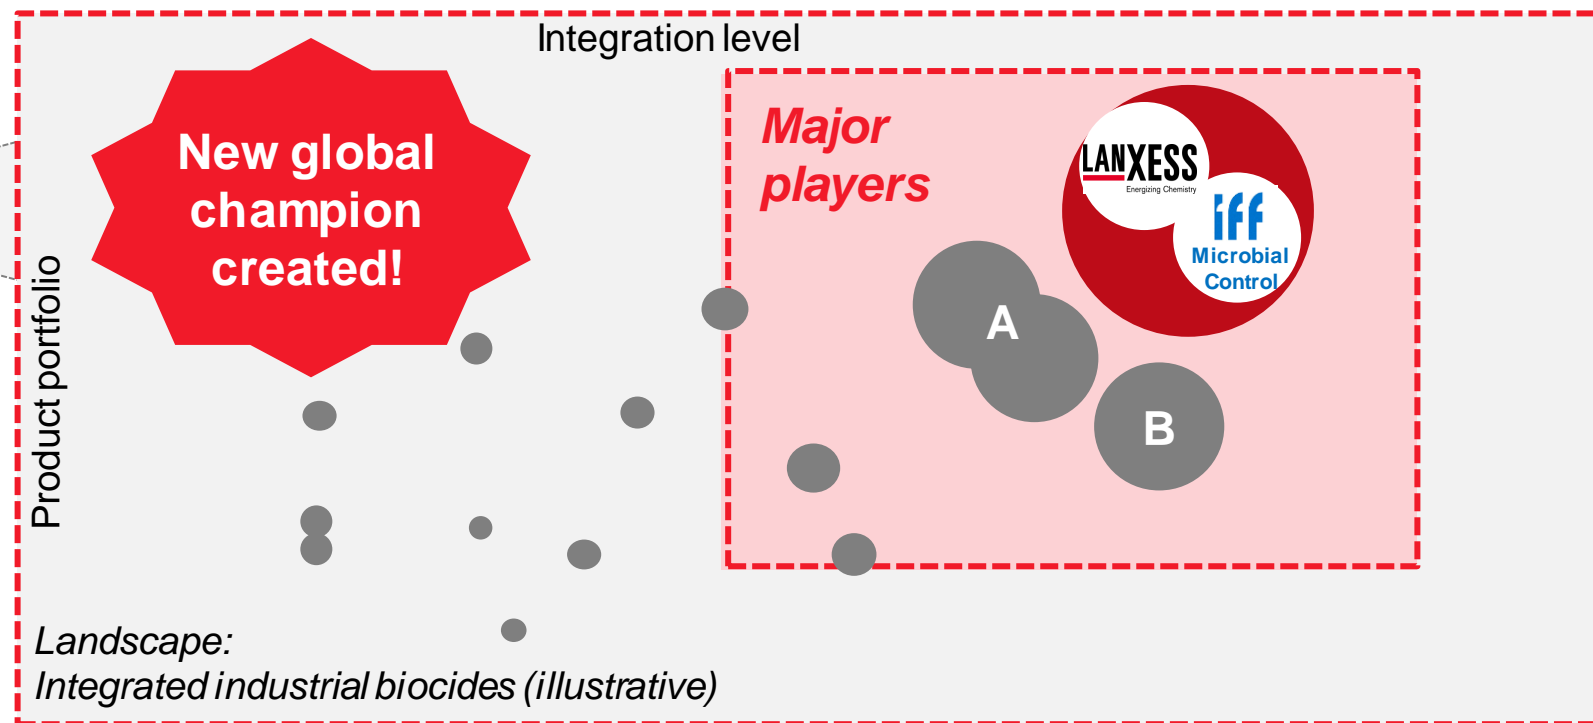 Integration level
New global
champion
created!
Major
players
LANXESS
Energizing Chemistry
iff
Microbial
Control
Product portfolio
A
B
Landscape:
Integrated industrial biocides (illustrative)